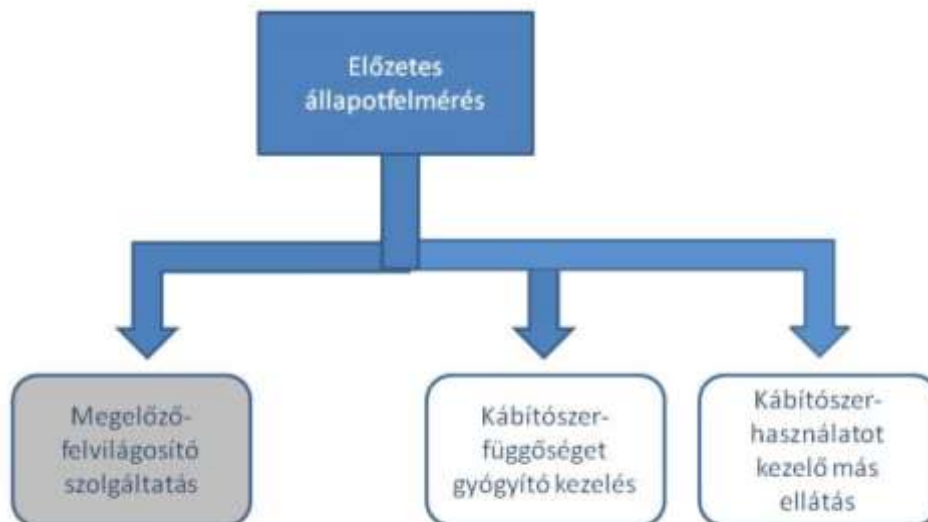 Előzetes
állapotfelmérés
Megelőző-
felvilágosító
szolgáltatás
Kábítószer-
függőséget
gyógyító kezelés
Kábítószer-
használatot
kezelő más
ellátás